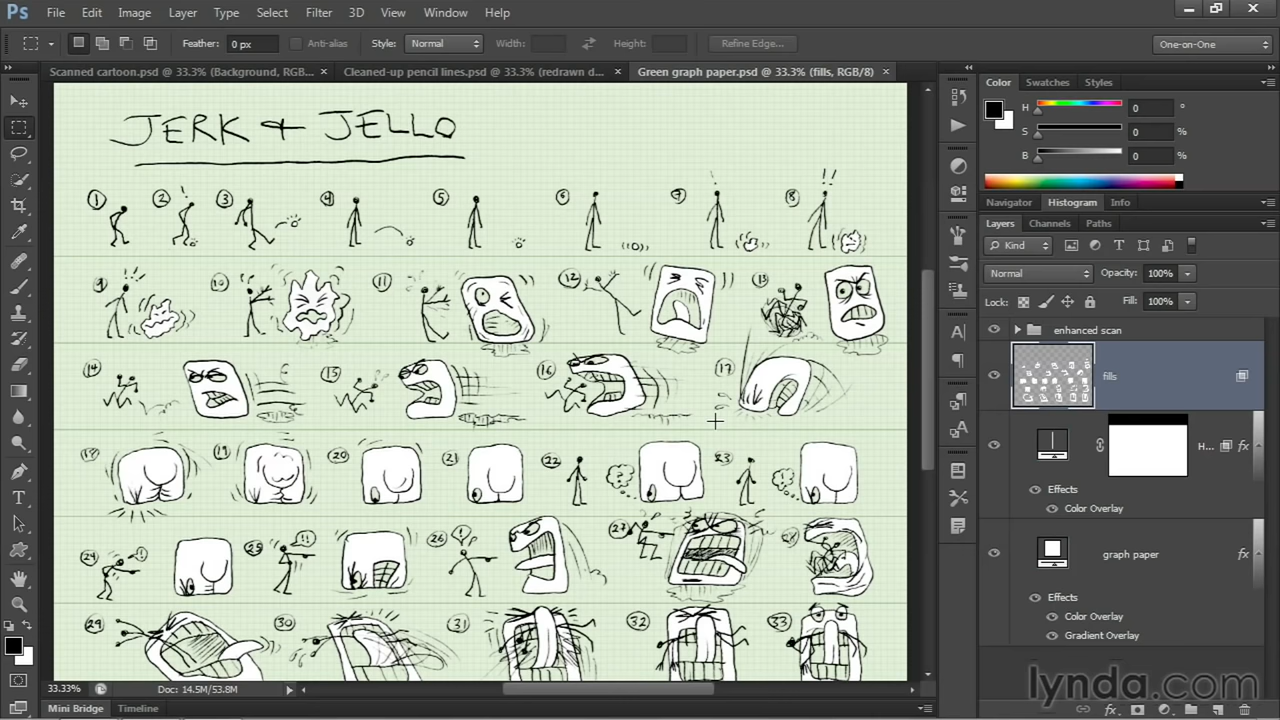 Ps File Edit Image Layer Type Select Filter 3D View Window Help
Feather: 0 px Anti-alias Style: Normal Width: Height: Refine Edge... One-on-One
Scanned cartoon.psd @ 33.3% (Background, RGB... × Cleaned-up pencil lines.psd @ 33.3% (redrawn d... × Green graph paper.psd @ 33.3% (fills, RGB/8) ×
Color Swatches Styles
H 0 °
S 0 %
B 0 %
Navigator Histogram Info
Layers Channels Paths
Kind
Normal Opacity: 100%
Lock: Fill: 100%
enhanced scan
fills
H... fx
Effects
Color Overlay
graph paper fx
Effects
Color Overlay
Gradient Overlay
JERK & JELLO
1 2 3 4 5 6 7 8
9 10 11 12 13
14 15 16 17
18 19 20 21 22 23
24 25 26 27 28
29 30 31 32 33
33.33% Doc: 14.5M/53.8M
Mini Bridge Timeline
lynda.com